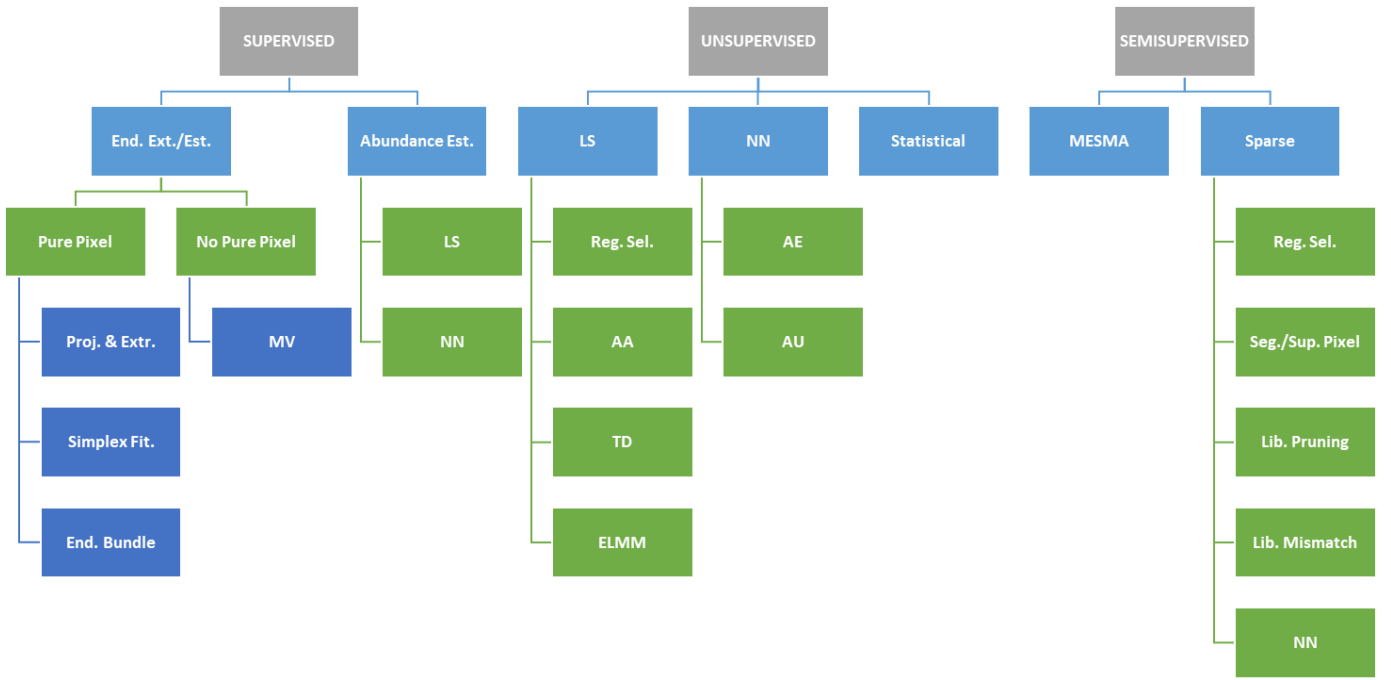 SUPERVISED
UNSUPERVISED
SEMISUPERVISED
End. Ext./Est.
Abundance Est.
LS
NN
Statistical
MESMA
Sparse
Pure Pixel
No Pure Pixel
LS
Reg. Sel.
AE
Reg. Sel.
Proj. & Extr.
MV
NN
AA
AU
Seg./Sup. Pixel
Simplex Fit.
TD
Lib. Pruning
End. Bundle
ELMM
Lib. Mismatch
NN